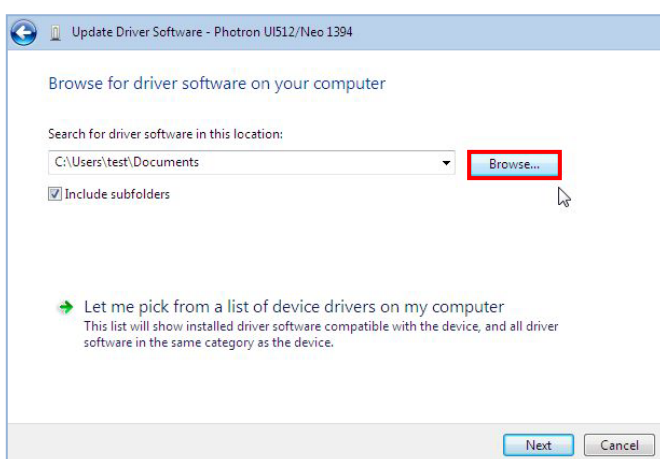 Update Driver Software - Photron UI512/Neo 1394
Browse for driver software on your computer
Search for driver software in this location:
C:\Users\test\Documents
Browse...
Include subfolders
Let me pick from a list of device drivers on my computer
This list will show installed driver software compatible with the device, and all driver
software in the same category as the device.
Next
Cancel